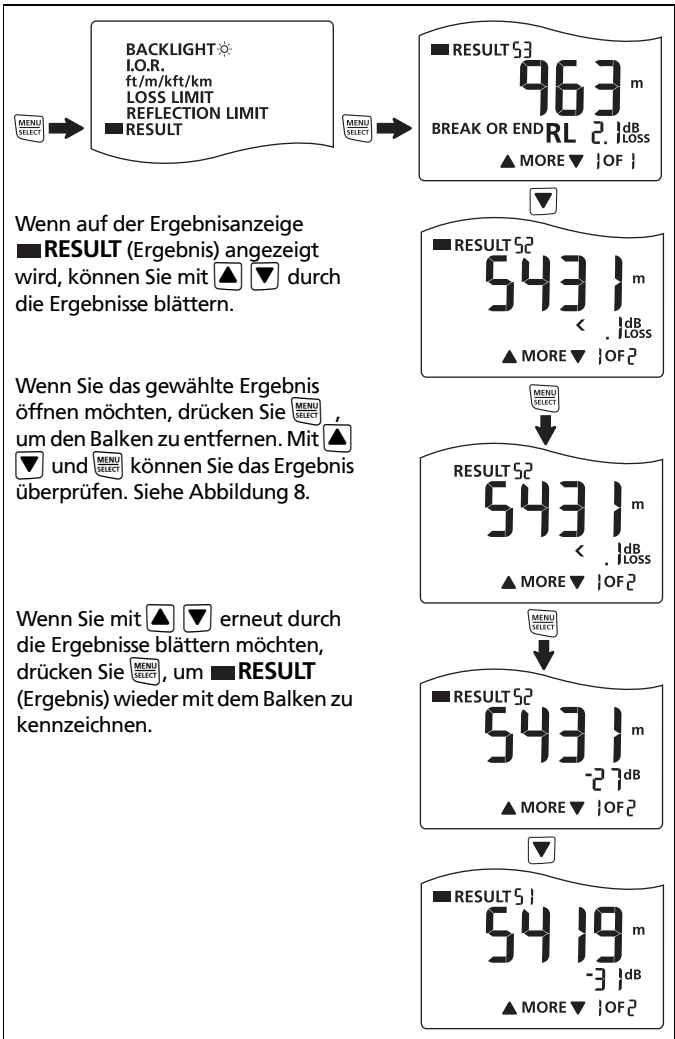 BACKLIGHT
I.O.R.
ft/m/kft/km
LOSS LIMIT
REFLECTION LIMIT
RESULT
MENU
SELECT
MENU
SELECT
RESULT 53
963 m
BREAK OR END RL 2.1 dB
LOSS
▲ MORE ▼ 1 OF 1
▼
Wenn auf der Ergebnisanzeige
RESULT (Ergebnis) angezeigt
wird, können Sie mit ▲ ▼ durch
die Ergebnisse blättern.
RESULT 52
5431 m
< .1 dB
LOSS
▲ MORE ▼ 1 OF 2
MENU
SELECT
Wenn Sie das gewählte Ergebnis
öffnen möchten, drücken Sie MENU SELECT ,
um den Balken zu entfernen. Mit ▲
▼ und MENU SELECT können Sie das Ergebnis
überprüfen. Siehe Abbildung 8.
RESULT 52
5431 m
< .1 dB
LOSS
▲ MORE ▼ 1 OF 2
MENU
SELECT
Wenn Sie mit ▲ ▼ erneut durch
die Ergebnisse blättern möchten,
drücken Sie MENU SELECT, um RESULT
(Ergebnis) wieder mit dem Balken zu
kennzeichnen.
RESULT 52
5431 m
-27 dB
▲ MORE ▼ 1 OF 2
▼
RESULT 51
5419 m
-31 dB
▲ MORE ▼ 1 OF 2